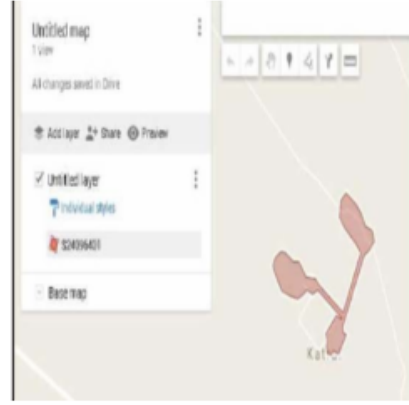 Untitled map
1 view
All changes saved in Drive
Add layer Share Preview
Untitled layer
Individual styles
Base map